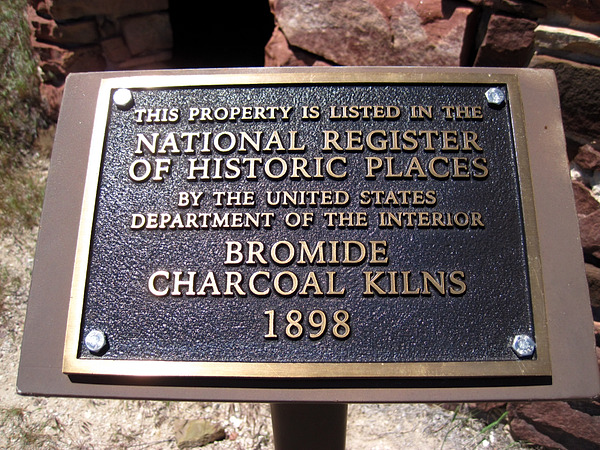 THIS PROPERTY IS LISTED IN THE
NATIONAL REGISTER
OF HISTORIC PLACES
BY THE UNITED STATES
DEPARTMENT OF THE INTERIOR
BROMIDE
CHARCOAL KILNS
1898